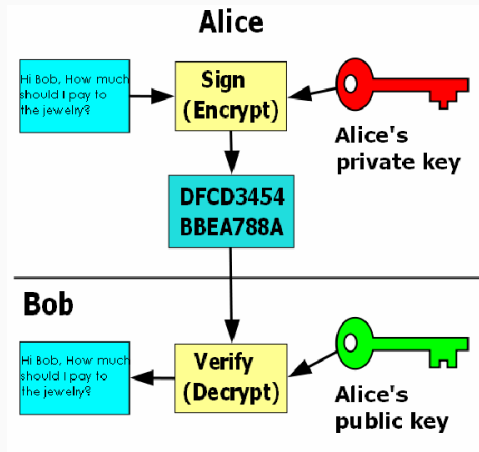 Alice
Hi Bob, How much
should I pay to
the jewelry?
Sign
(Encrypt)
Alice's
private key
DFCD3454
BBEA788A
Bob
Hi Bob, How much
should I pay to
the jewelry?
Verify
(Decrypt)
Alice's
public key